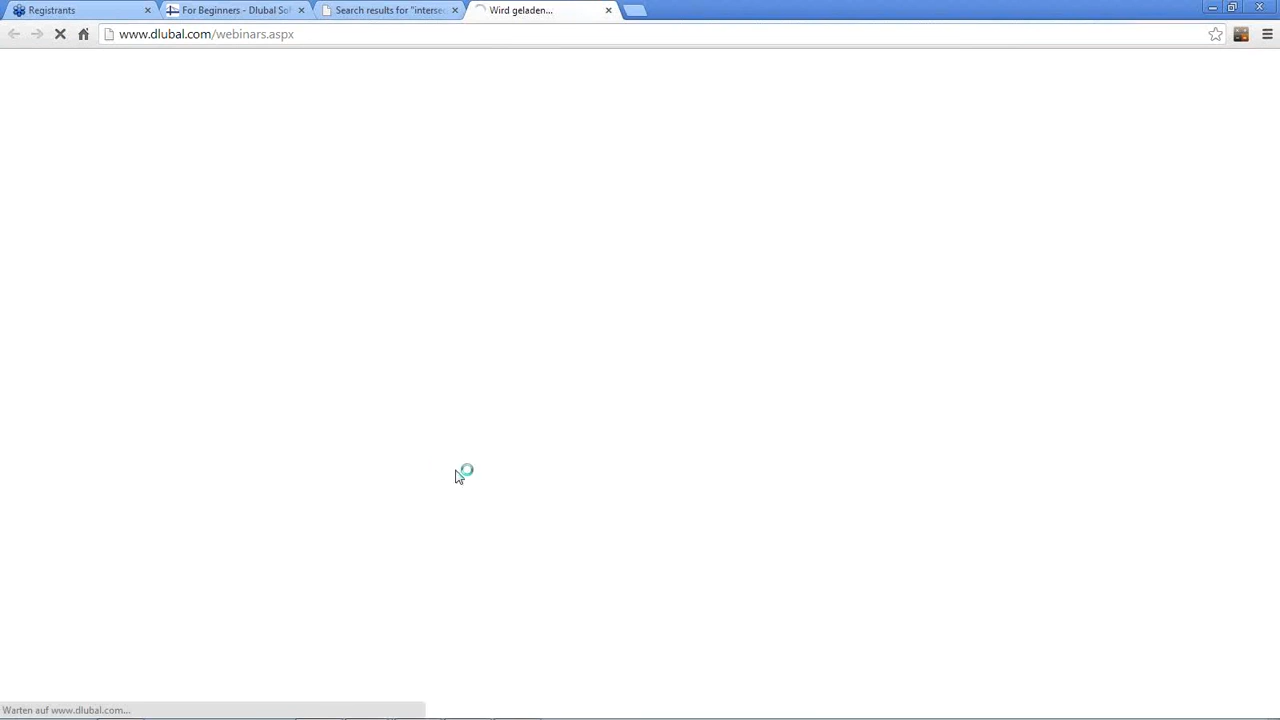 Registrants
For Beginners - Dlubal So
Search results for "interse
Wird geladen...
www.dlubal.com/webinars.aspx
Warten auf www.dlubal.com...